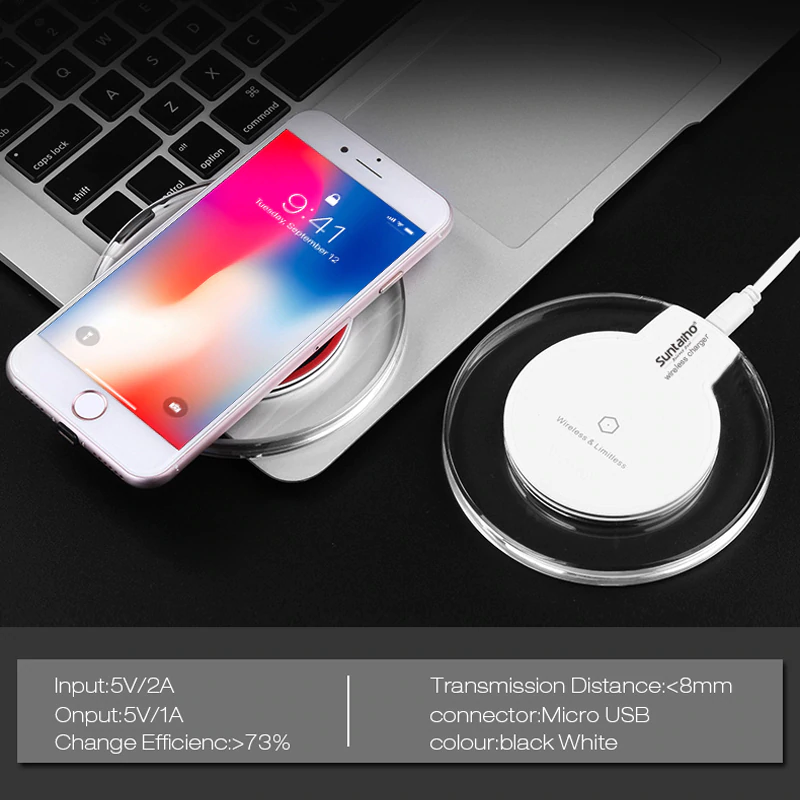 Q
W
E
R
A
S
D
Z
X
C
caps lock
shift
alt
option
⌘
command
9:41
Tuesday, September 12
Suntaiho®
wireless charger
Wireless & Limitless
Input:5V/2A
Onput:5V/1A
Change Efficienc:>73%
Transmission Distance:<8mm
connector:Micro USB
colour:black White